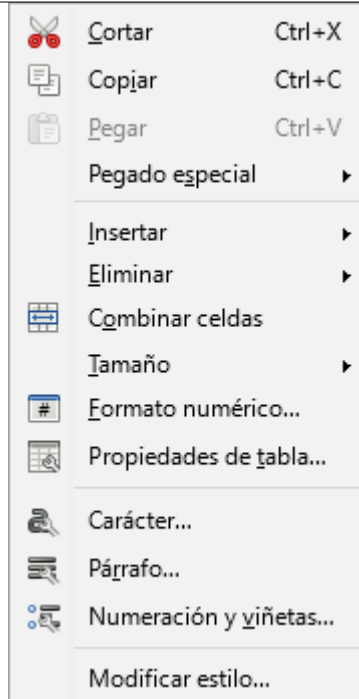 Cortar Ctrl+X
Copiar Ctrl+C
Pegar Ctrl+V
Pegado especial
Insertar
Eliminar
Combinar celdas
Tamaño
# Formato numérico...
Propiedades de tabla...
Carácter...
Párrafo...
Numeración y viñetas...
Modificar estilo...